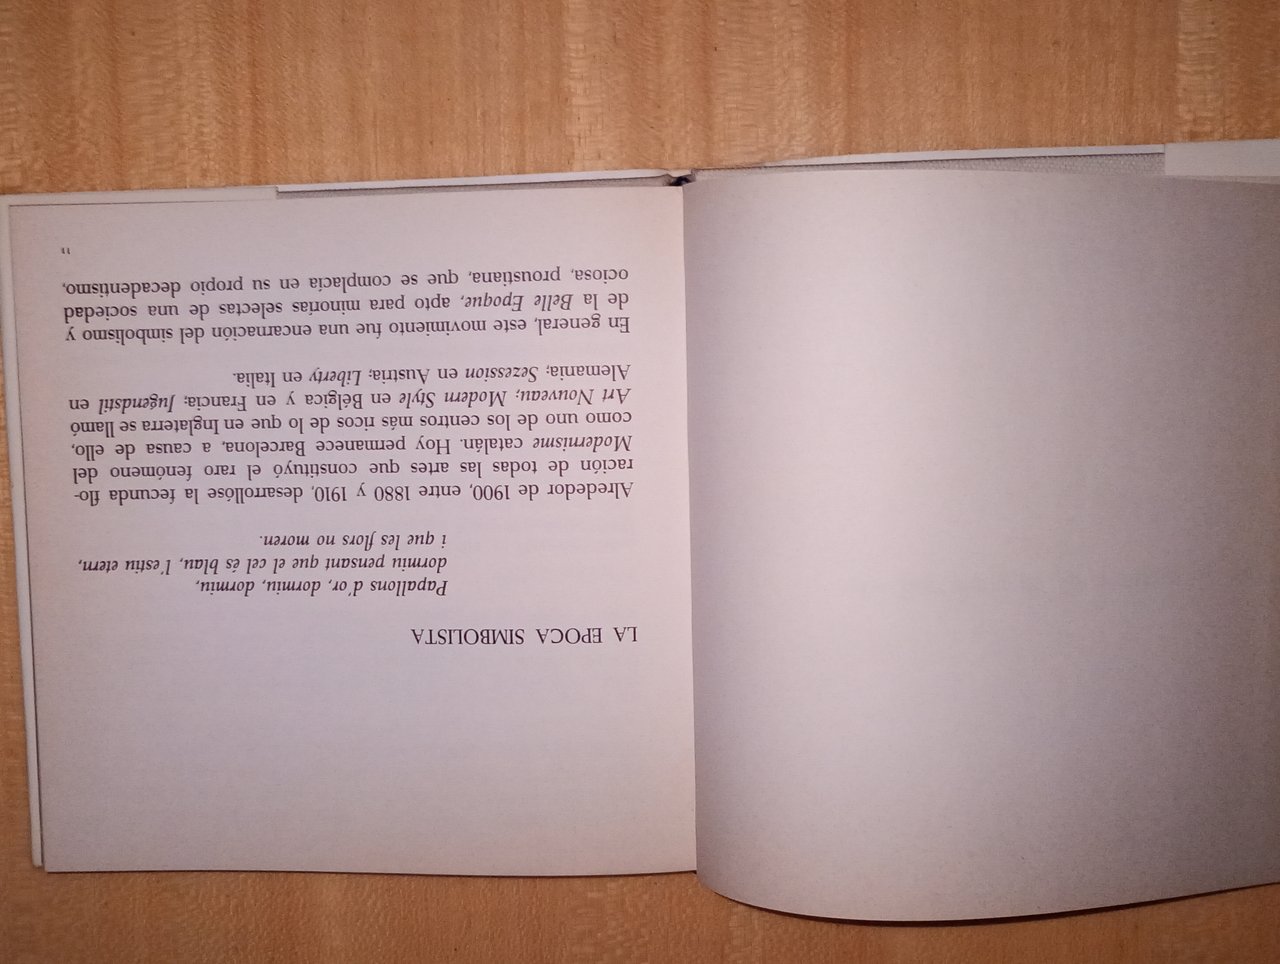 LA EPOCA SIMBOLISTA
Papallons d'or, dormiu, dormiu,
dormiu pensant que el cel és blau, l'estiu etern,
i que les flors no moren.
Alrededor de 1900, entre 1880 y 1910, desarrollóse la fecunda flo-
ración de todas las artes que constituyó el raro fenómeno del
Modernisme catalán. Hoy permanece Barcelona, a causa de ello,
como uno de los centros más ricos de lo que en Inglaterra se llamó
Art Nouveau; Modern Style en Bélgica y en Francia; Jugendstil en
Alemania; Sezession en Austria; Liberty en Italia.
En general, este movimiento fue una encarnación del simbolismo y
de la Belle Epoque, apto para minorías selectas de una sociedad
ociosa, proustiana, que se complacía en su propio decadentismo,